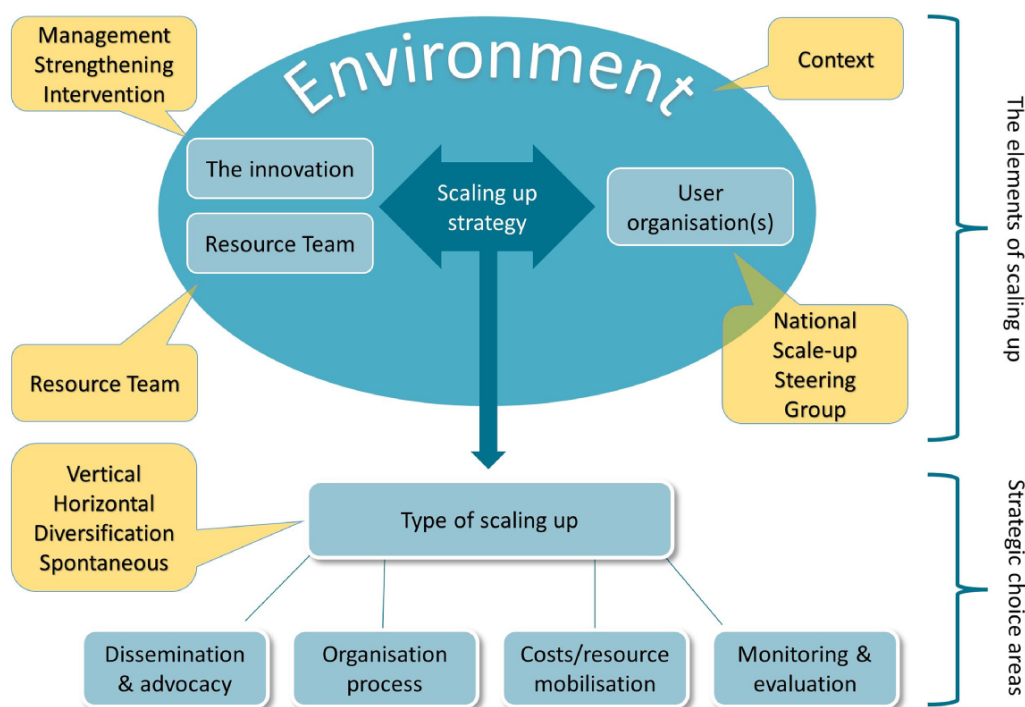 Management
Strengthening
Intervention
Environment
Context
The innovation
Resource Team
Scaling up
strategy
User
organisation(s)
Resource Team
National
Scale-up
Steering
Group
The elements of scaling up
Vertical
Horizontal
Diversification
Spontaneous
Type of scaling up
Dissemination
& advocacy
Organisation
process
Costs/resource
mobilisation
Monitoring &
evaluation
Strategic choice
areas